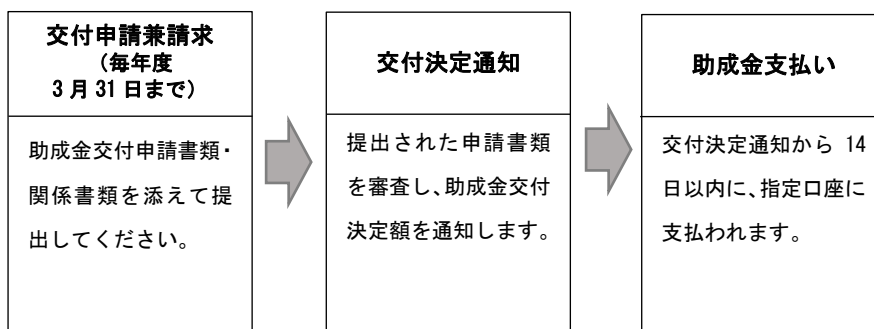 交付申請兼請求
（毎年度
3月31日まで）
助成金交付申請書類・
関係書類を添えて提
出してください。
交付決定通知
提出された申請書類
を審査し、助成金交付
決定額を通知します。
助成金支払い
交付決定通知から 14
日以内に、指定口座に
支払われます。